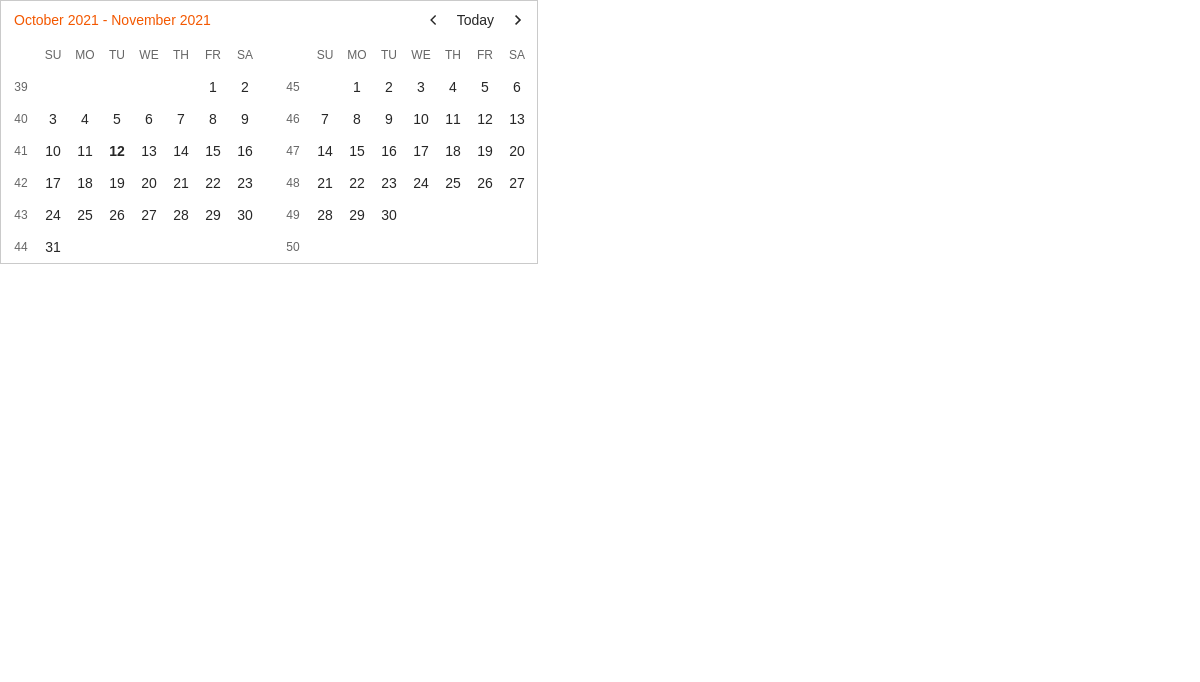 October 2021 - November 2021 Today
SU MO TU WE TH FR SA SU MO TU WE TH FR SA
39 1 2 45 1 2 3 4 5 6
40 3 4 5 6 7 8 9 46 7 8 9 10 11 12 13
41 10 11 12 13 14 15 16 47 14 15 16 17 18 19 20
42 17 18 19 20 21 22 23 48 21 22 23 24 25 26 27
43 24 25 26 27 28 29 30 49 28 29 30
44 31 50